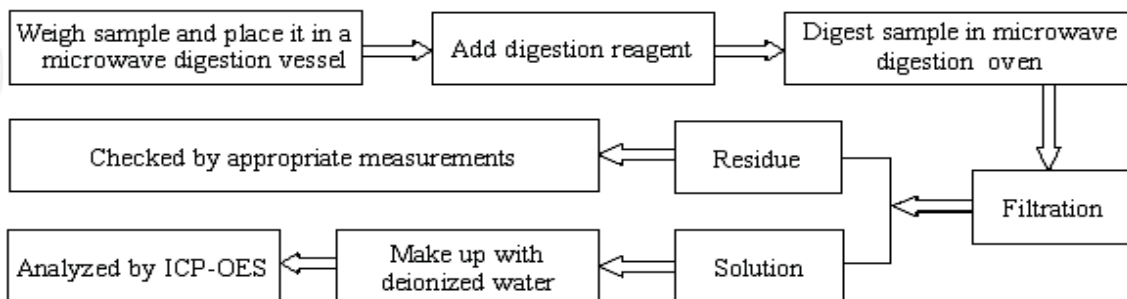 Weigh sample and place it in a
microwave digestion vessel
Add digestion reagent
Digest sample in microwave
digestion oven
Filtration
Residue
Checked by appropriate measurements
Solution
Make up with
deionized water
Analyzed by ICP-OES